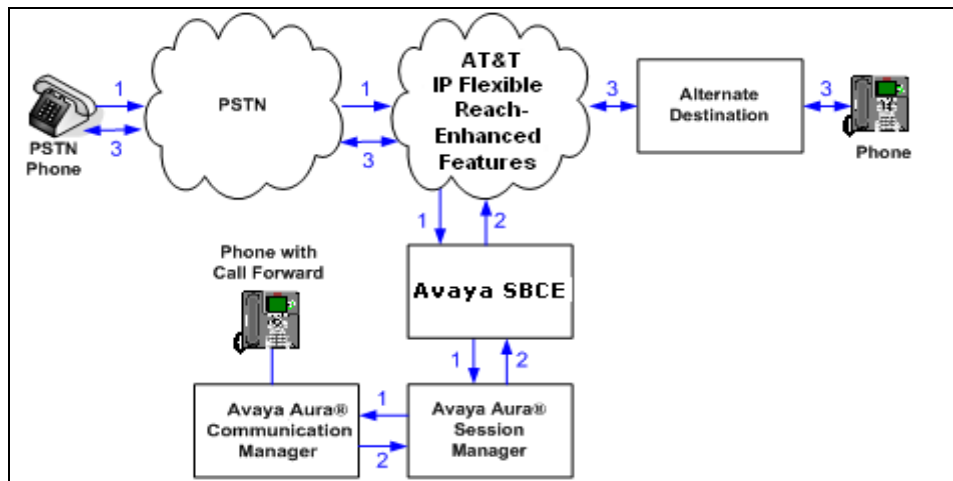 AT&T
IP Flexible
Reach-
Enhanced
Features
PSTN
1
1
3
3
PSTN
Phone
3
3
Alternate
Destination
Phone
1
2
Phone with
Call Forward
Avaya SBCE
1
2
Avaya Aura®
Communication
Manager
1
2
Avaya Aura®
Session
Manager